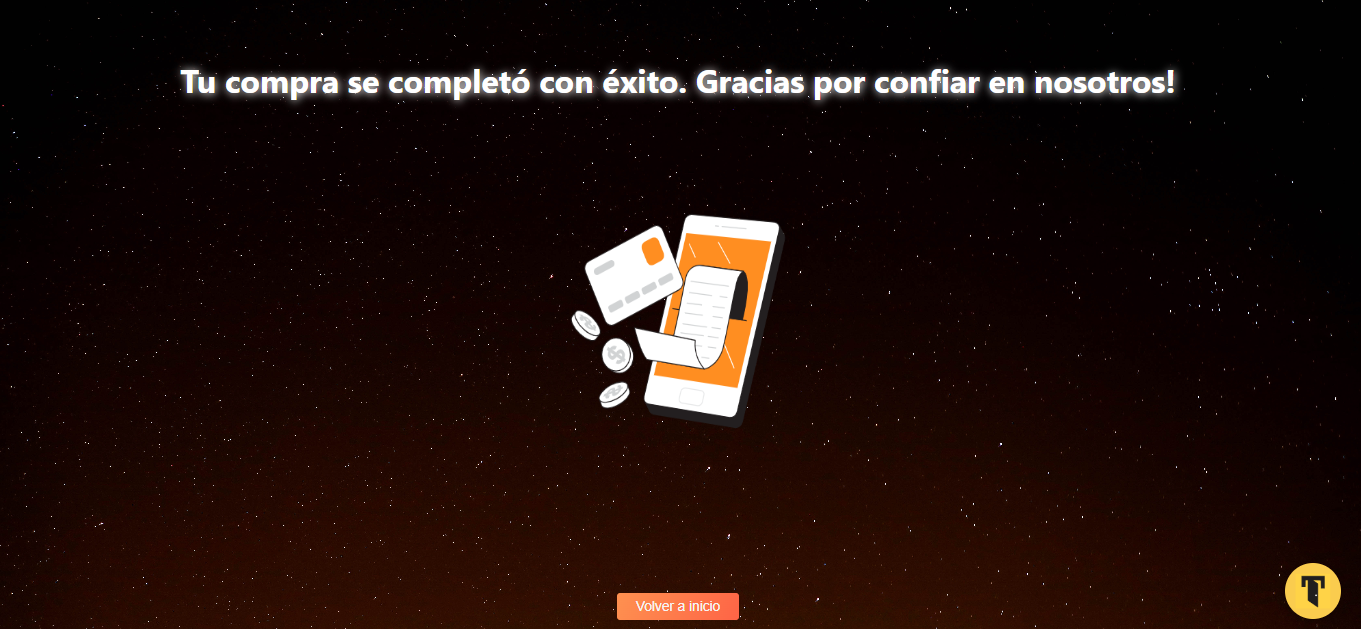 Tu compra se completó con éxito. Gracias por confiar en nosotros!
Volver a inicio
T